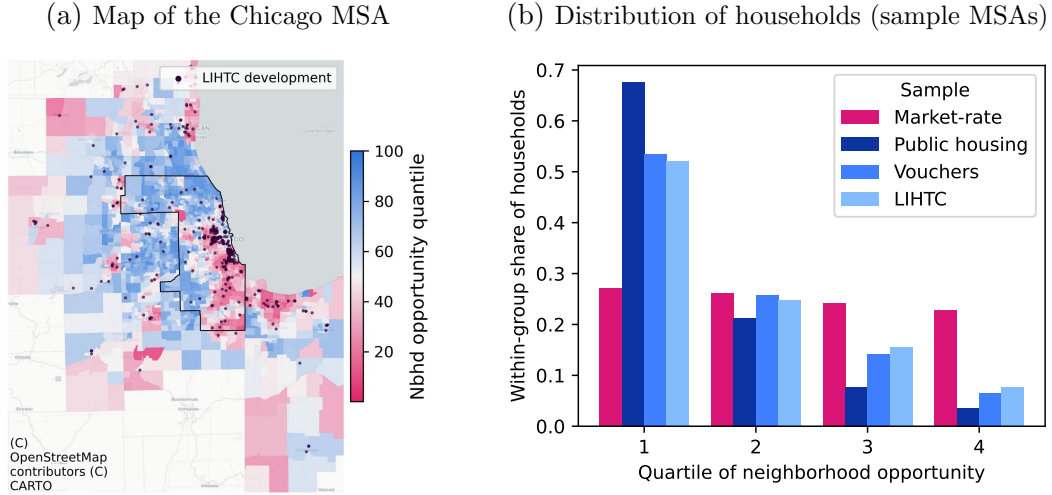 (a) Map of the Chicago MSA
LIHTC development
100
80
60
40
20
Nbhd opportunity quantile
(C)
OpenStreetMap
contributors (C)
CARTO
(b) Distribution of households (sample MSAs)
Within-group share of households
0.7
0.6
0.5
0.4
0.3
0.2
0.1
0.0
Sample
Market-rate
Public housing
Vouchers
LIHTC
1 2 3 4
Quartile of neighborhood opportunity